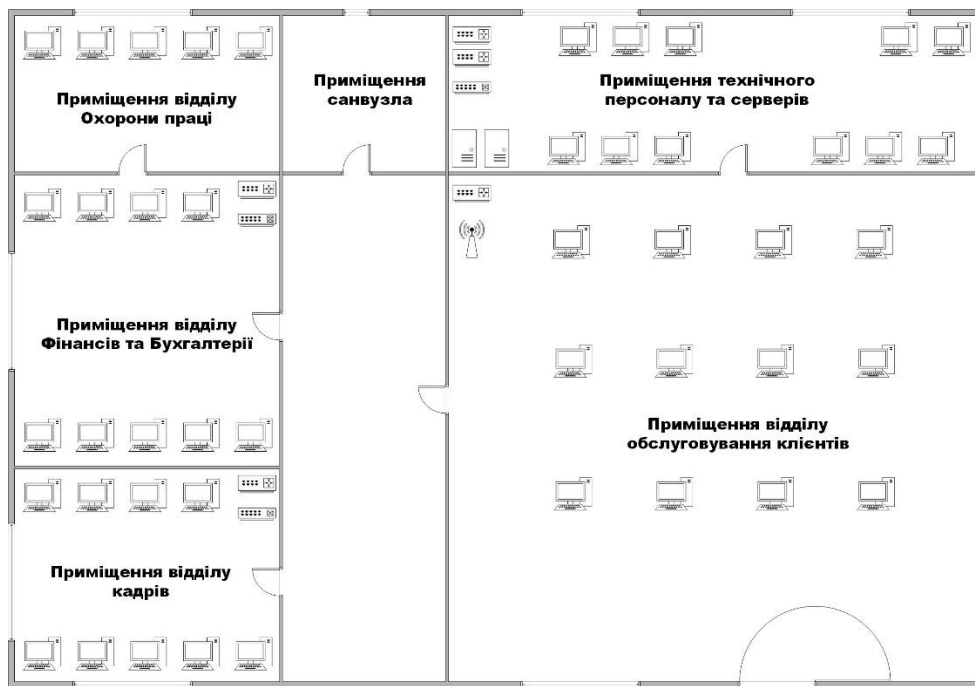 Приміщення відділу
Охорони праці
Приміщення
санвузла
Приміщення технічного
персоналу та серверів
Приміщення відділу
Фінансів та Бухгалтерії
Приміщення відділу
обслуговування клієнтів
Приміщення відділу
кадрів